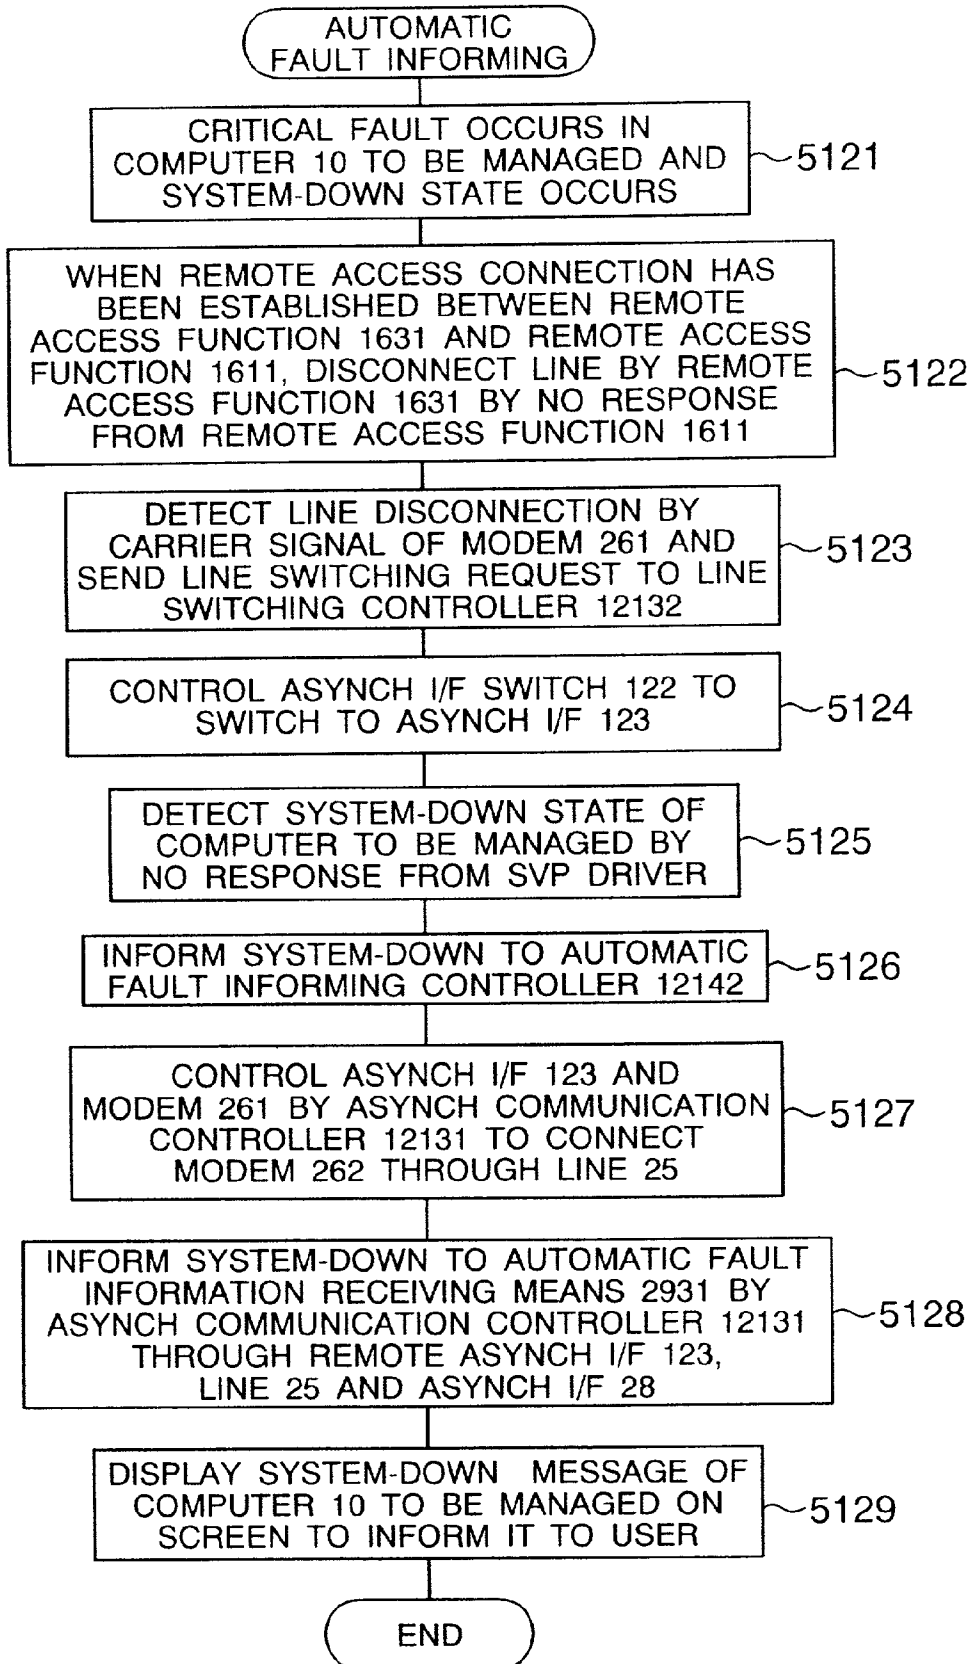 AUTOMATIC
FAULT INFORMING
CRITICAL FAULT OCCURS IN
COMPUTER 10 TO BE MANAGED AND
SYSTEM-DOWN STATE OCCURS
5121
WHEN REMOTE ACCESS CONNECTION HAS
BEEN ESTABLISHED BETWEEN REMOTE
ACCESS FUNCTION 1631 AND REMOTE ACCESS
FUNCTION 1611, DISCONNECT LINE BY REMOTE
ACCESS FUNCTION 1631 BY NO RESPONSE
FROM REMOTE ACCESS FUNCTION 1611
5122
DETECT LINE DISCONNECTION BY
CARRIER SIGNAL OF MODEM 261 AND
SEND LINE SWITCHING REQUEST TO LINE
SWITCHING CONTROLLER 12132
5123
CONTROL ASYNCH I/F SWITCH 122 TO
SWITCH TO ASYNCH I/F 123
5124
DETECT SYSTEM-DOWN STATE OF
COMPUTER TO BE MANAGED BY
NO RESPONSE FROM SVP DRIVER
5125
INFORM SYSTEM-DOWN TO AUTOMATIC
FAULT INFORMING CONTROLLER 12142
5126
CONTROL ASYNCH I/F 123 AND
MODEM 261 BY ASYNCH COMMUNICATION
CONTROLLER 12131 TO CONNECT
MODEM 262 THROUGH LINE 25
5127
INFORM SYSTEM-DOWN TO AUTOMATIC FAULT
INFORMATION RECEIVING MEANS 2931 BY
ASYNCH COMMUNICATION CONTROLLER 12131
THROUGH REMOTE ASYNCH I/F 123,
LINE 25 AND ASYNCH I/F 28
5128
DISPLAY SYSTEM-DOWN MESSAGE OF
COMPUTER 10 TO BE MANAGED ON
SCREEN TO INFORM IT TO USER
5129
END